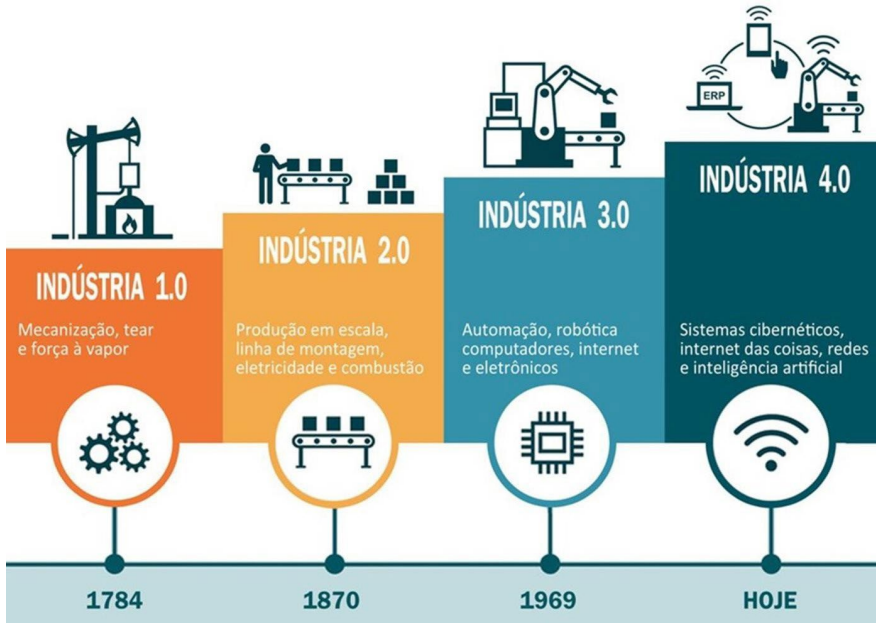 ERP
INDÚSTRIA 1.0
Mecanização, tear
e força à vapor
INDÚSTRIA 2.0
Produção em escala,
linha de montagem,
eletricidade e combustão
INDÚSTRIA 3.0
Automação, robótica
computadores, internet
e eletrônicos
INDÚSTRIA 4.0
Sistemas cibernéticos,
internet das coisas, redes
e inteligência artificial
1784
1870
1969
HOJE